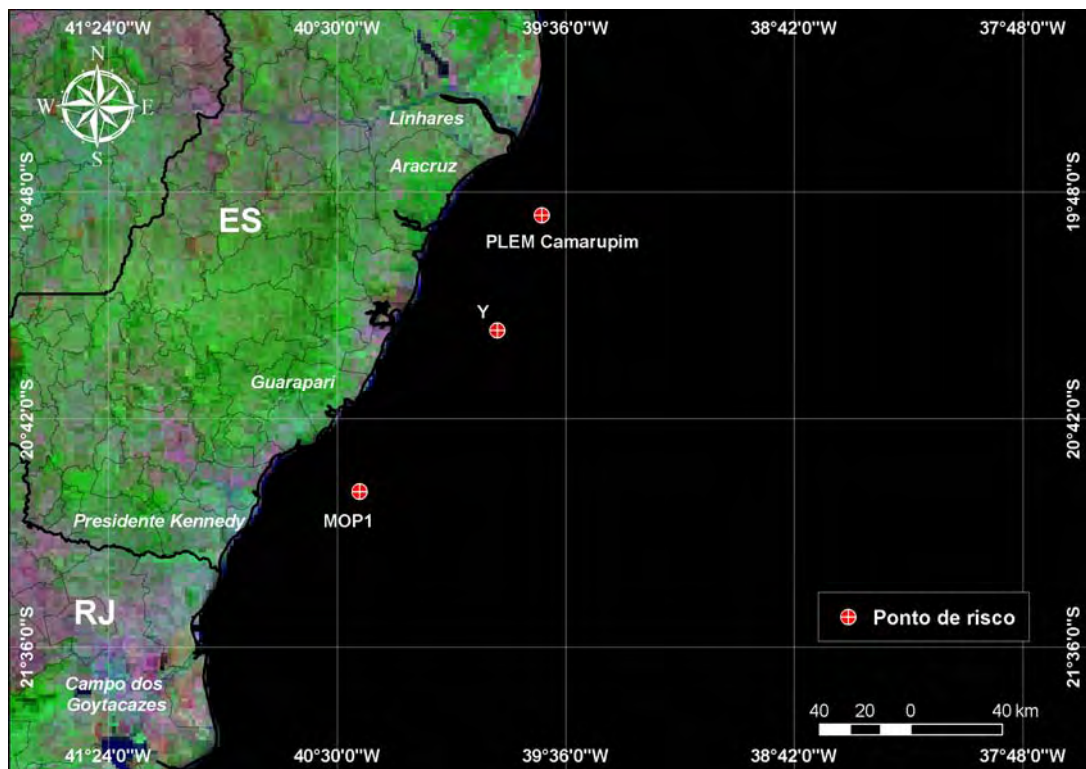 41°24'0"W 40°30'0"W 39°36'0"W 38°42'0"W 37°48'0"W
N
W E
S
Linhares
Aracruz
19°48'0"S 19°48'0"S
ES
PLEM Camarupim
Y
Guarapari
20°42'0"S 20°42'0"S
MOP1
Presidente Kennedy
RJ
Ponto de risco
21°36'0"S 21°36'0"S
Campo dos
Goytacazes
40 20 0 40 km
41°24'0"W 40°30'0"W 39°36'0"W 38°42'0"W 37°48'0"W